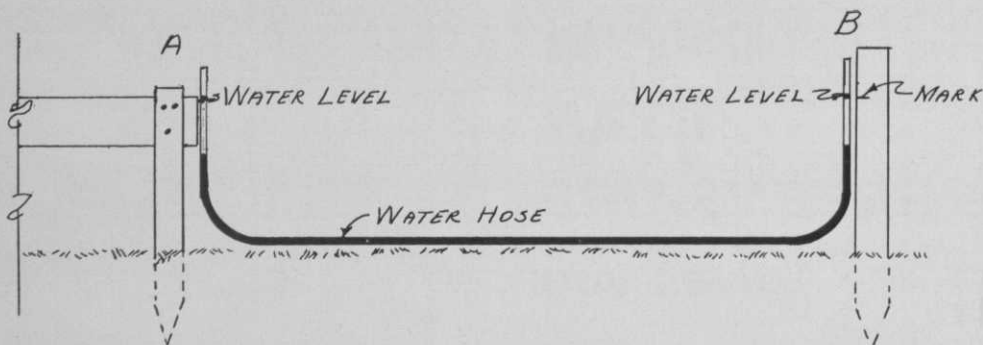 A
B
WATER LEVEL
WATER LEVEL
MARK
WATER HOSE